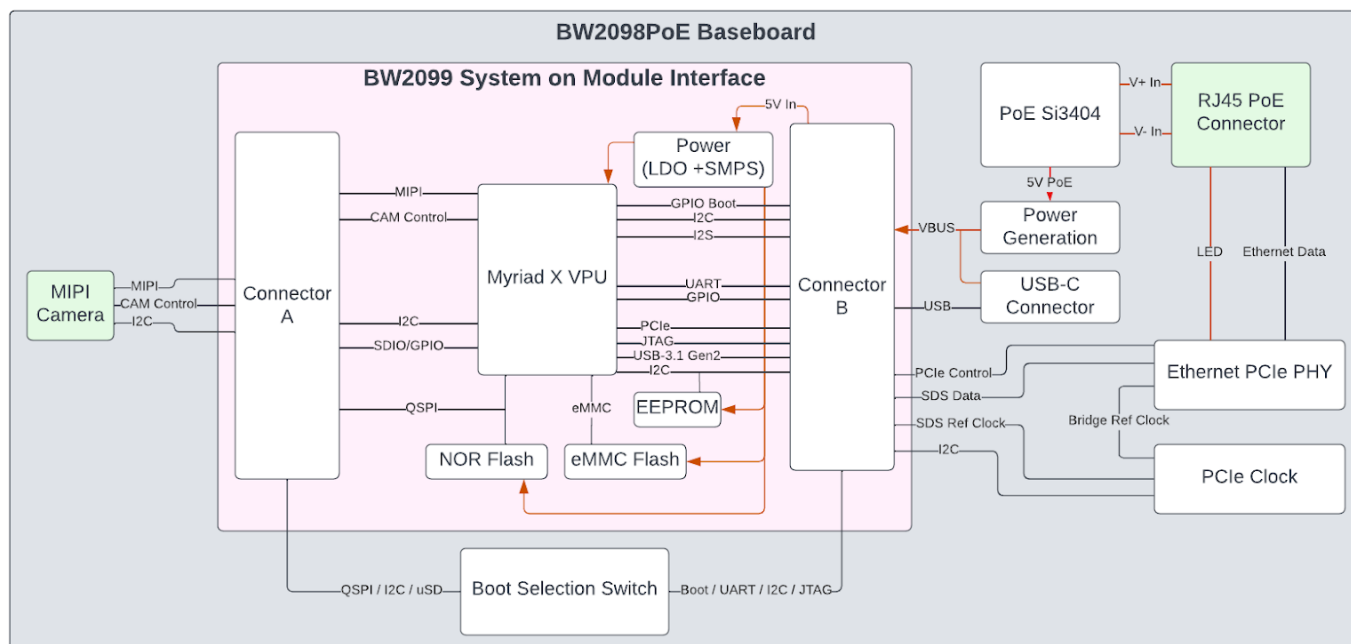 BW2098PoE Baseboard
BW2099 System on Module Interface
5V In
Power
(LDO +SMPS)
PoE Si3404
V+ In
V- In
RJ45 PoE
Connector
5V PoE
Power
Generation
VBUS
USB-C
Connector
USB
LED
Ethernet Data
MIPI
Camera
MIPI
CAM Control
I2C
Connector
A
MIPI
CAM Control
I2C
SDIO/GPIO
QSPI
Myriad X VPU
GPIO Boot
I2C
I2S
UART
GPIO
PCIe
JTAG
USB-3.1 Gen2
I2C
Connector
B
eMMC
EEPROM
NOR Flash
eMMC Flash
PCIe Control
SDS Data
SDS Ref Clock
I2C
Ethernet PCIe PHY
Bridge Ref Clock
PCIe Clock
QSPI / I2C / uSD
Boot Selection Switch
Boot / UART / I2C / JTAG